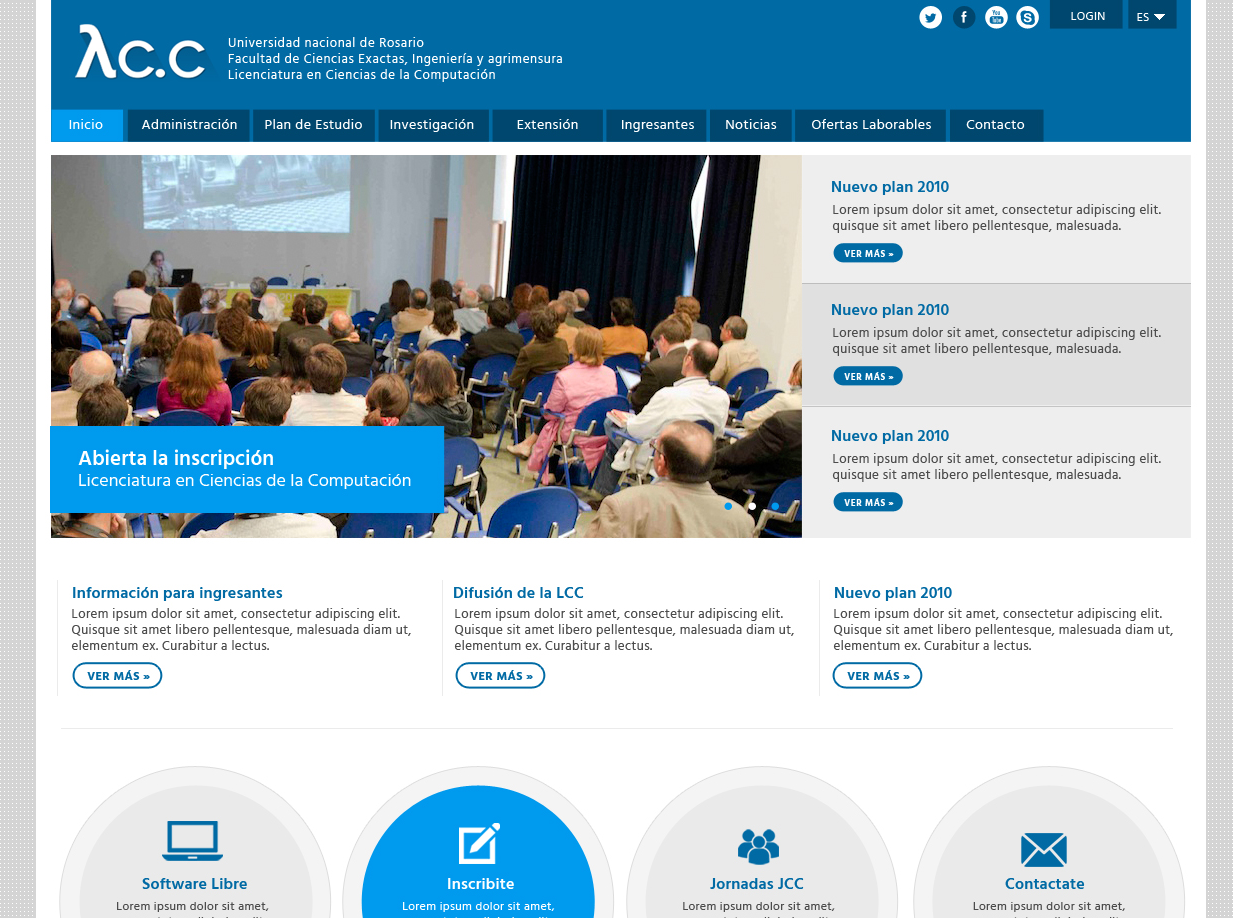 LOGIN
ES
λc.c
Universidad nacional de Rosario
Facultad de Ciencias Exactas, Ingeniería y agrimensura
Licenciatura en Ciencias de la Computación
Inicio
Administración
Plan de Estudio
Investigación
Extensión
Ingresantes
Noticias
Ofertas Laborables
Contacto
Nuevo plan 2010
Lorem ipsum dolor sit amet, consectetur adipiscing elit.
quisque sit amet libero pellentesque, malesuada.
VER MÁS »
Nuevo plan 2010
Lorem ipsum dolor sit amet, consectetur adipiscing elit.
quisque sit amet libero pellentesque, malesuada.
VER MÁS »
Nuevo plan 2010
Lorem ipsum dolor sit amet, consectetur adipiscing elit.
quisque sit amet libero pellentesque, malesuada.
VER MÁS »
Abierta la inscripción
Licenciatura en Ciencias de la Computación
Información para ingresantes
Lorem ipsum dolor sit amet, consectetur adipiscing elit.
Quisque sit amet libero pellentesque, malesuada diam ut,
elementum ex. Curabitur a lectus.
VER MÁS »
Difusión de la LCC
Lorem ipsum dolor sit amet, consectetur adipiscing elit.
Quisque sit amet libero pellentesque, malesuada diam ut,
elementum ex. Curabitur a lectus.
VER MÁS »
Nuevo plan 2010
Lorem ipsum dolor sit amet, consectetur adipiscing elit.
Quisque sit amet libero pellentesque, malesuada diam ut,
elementum ex. Curabitur a lectus.
VER MÁS »
Software Libre
Lorem ipsum dolor sit amet,
Inscribite
Lorem ipsum dolor sit amet,
Jornadas JCC
Lorem ipsum dolor sit amet,
Contactate
Lorem ipsum dolor sit amet,